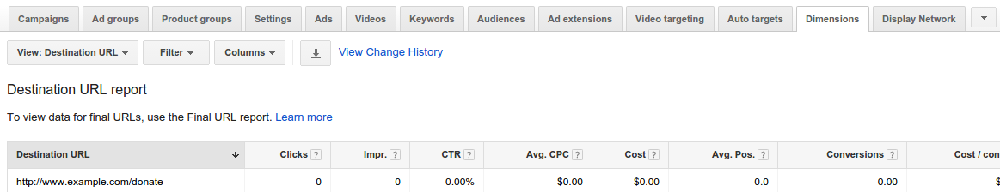 Campaigns Ad groups Product groups Settings Ads Videos Keywords Audiences Ad extensions Video targeting Auto targets Dimensions Display Network
View: Destination URL Filter Columns View Change History
Destination URL report
To view data for final URLs, use the Final URL report. Learn more
Destination URL Clicks ? Impr. ? CTR ? Avg. CPC ? Cost ? Avg. Pos. ? Conversions ? Cost / con
http://www.example.com/donate 0 0 0.00% $0.00 $0.00 0.0 0.00 $